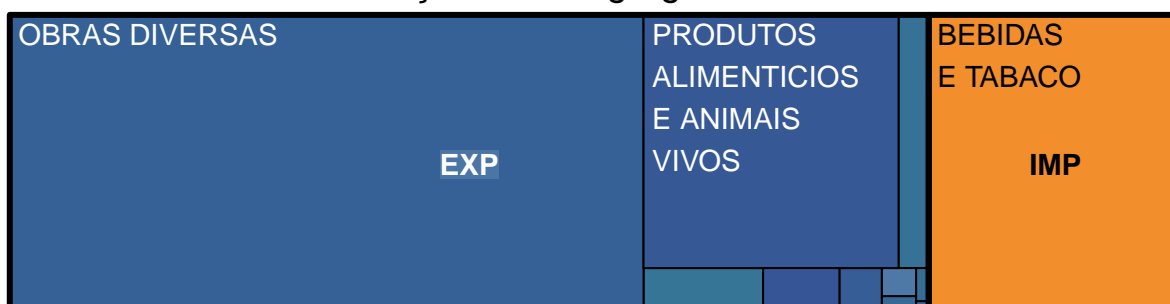 OBRAS DIVERSAS
EXP
PRODUTOS
ALIMENTICIOS
E ANIMAIS
VIVOS
BEBIDAS
E TABACO
IMP